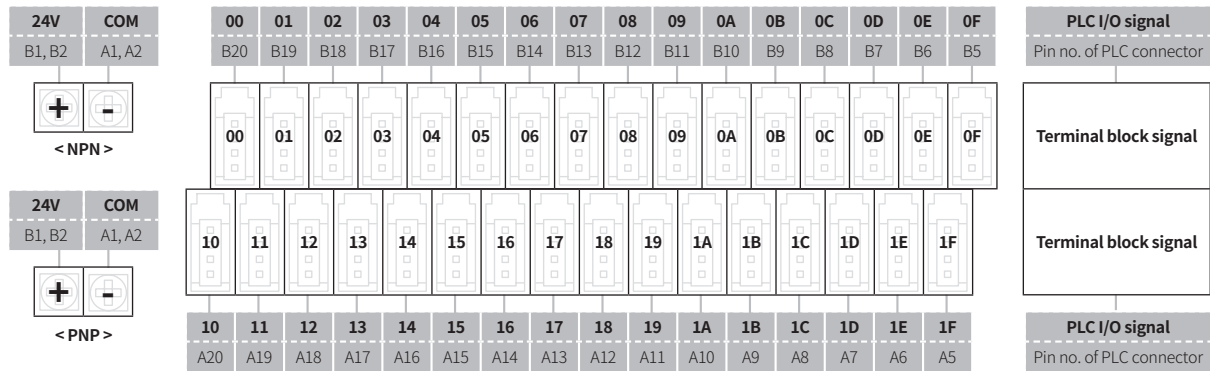 24V COM 00 01 02 03 04 05 06 07 08 09 0A 0B 0C 0D 0E 0F PLC I/O signal
B1, B2 A1, A2 B20 B19 B18 B17 B16 B15 B14 B13 B12 B11 B10 B9 B8 B7 B6 B5 Pin no. of PLC connector
+ -
< NPN >
00 01 02 03 04 05 06 07 08 09 0A 0B 0C 0D 0E 0F Terminal block signal
24V COM
B1, B2 A1, A2
10 11 12 13 14 15 16 17 18 19 1A 1B 1C 1D 1E 1F Terminal block signal
+ -
< PNP >
10 11 12 13 14 15 16 17 18 19 1A 1B 1C 1D 1E 1F PLC I/O signal
A20 A19 A18 A17 A16 A15 A14 A13 A12 A11 A10 A9 A8 A7 A6 A5 Pin no. of PLC connector